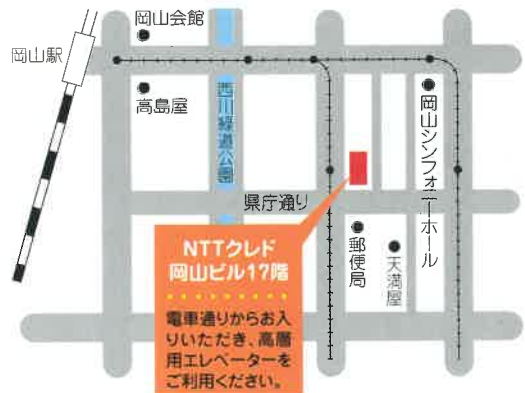 岡山会館
岡山駅
高島屋
西川緑道公園
岡山シンフォニーホール
県庁通り
郵便局
天満屋
NTTクレド
岡山ビル17階
電車通りからお入
りいただき、高層
用エレベーターを
ご利用ください。